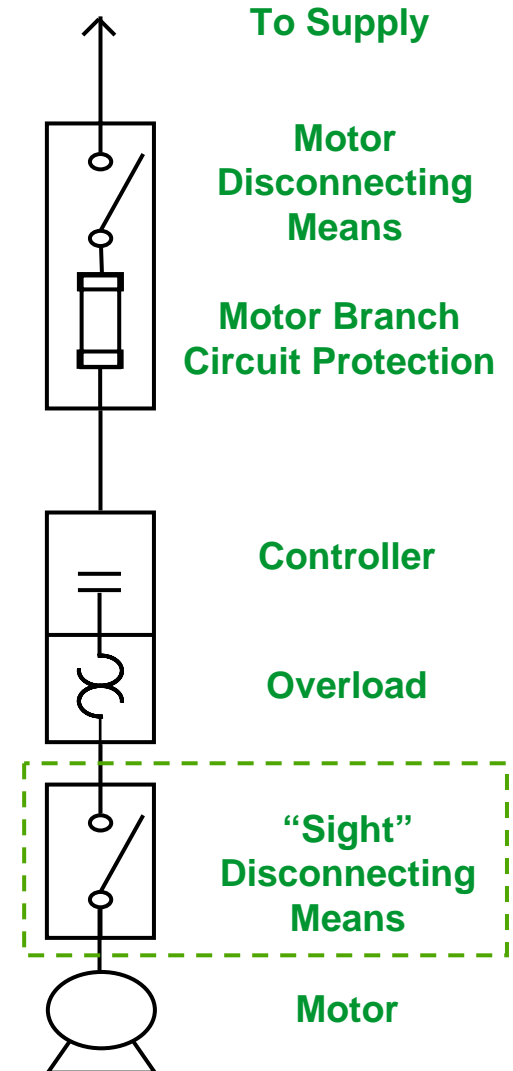 To Supply
Motor
Disconnecting
Means
Motor Branch
Circuit Protection
Controller
Overload
“Sight”
Disconnecting
Means
Motor